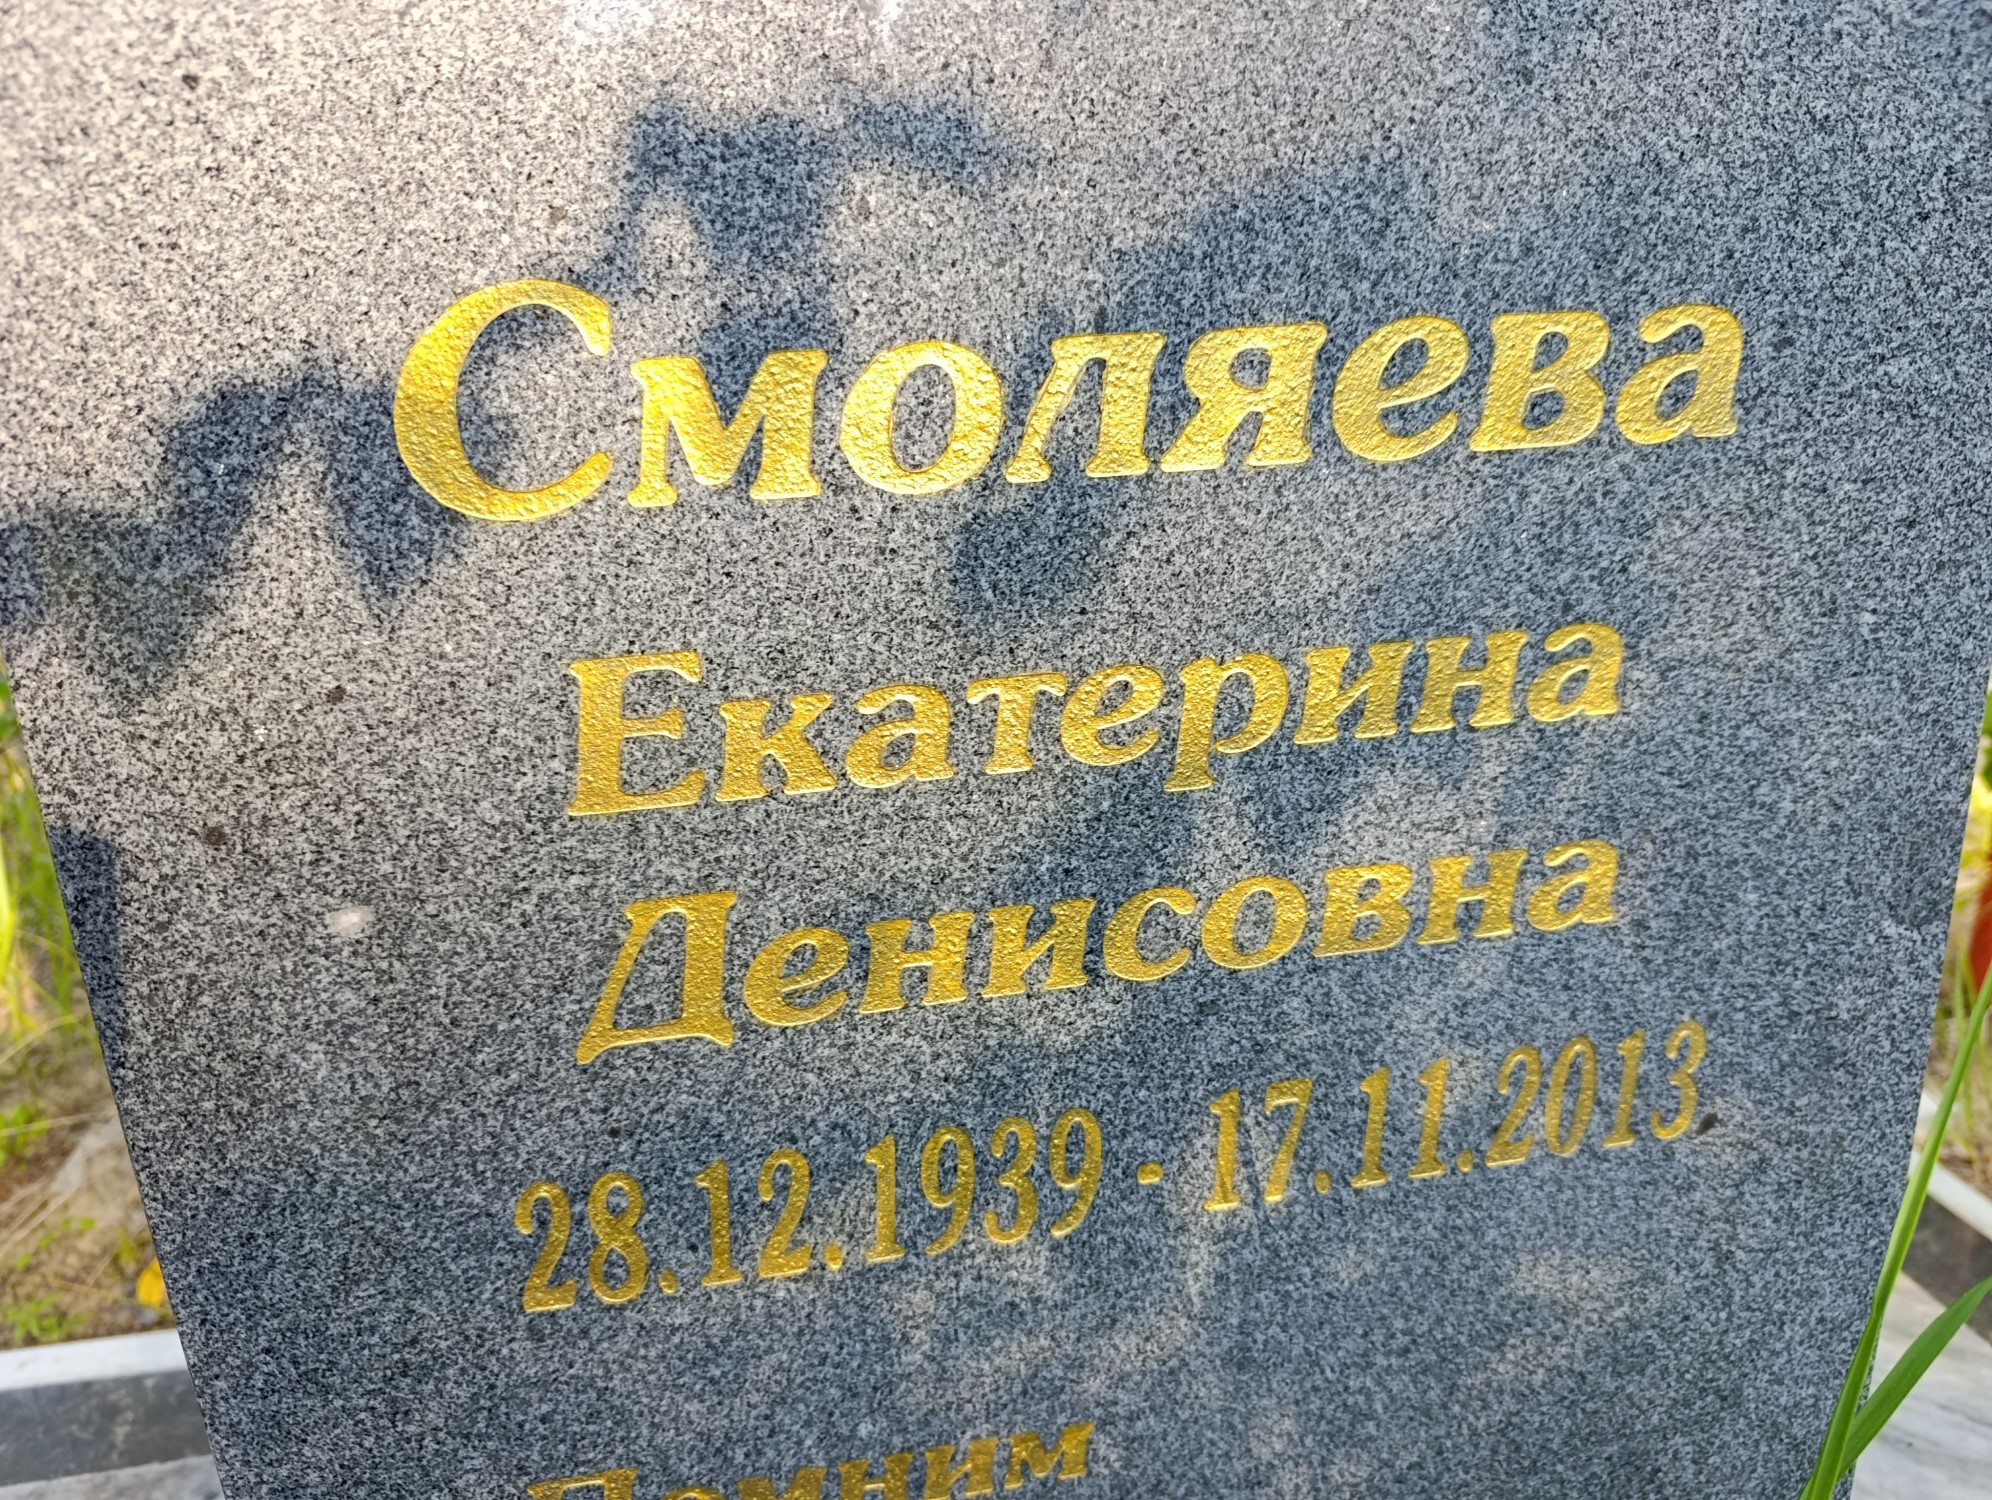 Смоляева
Екатерина
Денисовна
28.12.1939 - 17.11.2013
Помним